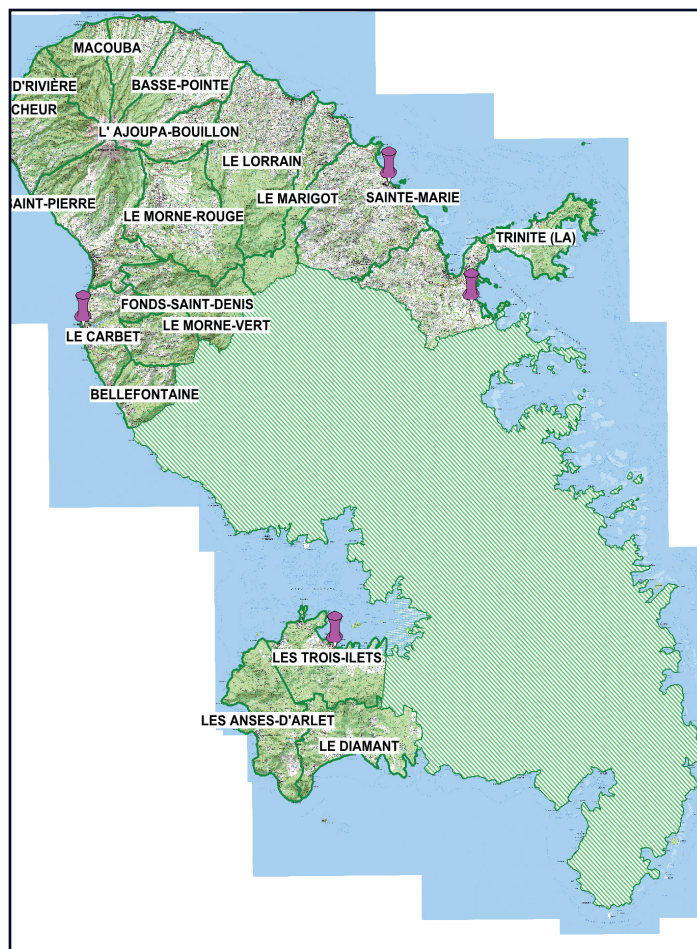 MACOUBA
D'RIVIÈRE
BASSE-POINTE
CHEUR
L' AJOUPA-BOUILLON
LE LORRAIN
SAINT-PIERRE
LE MARIGOT
SAINTE-MARIE
LE MORNE-ROUGE
TRINITE (LA)
FONDS-SAINT-DENIS
LE MORNE-VERT
LE CARBET
BELLEFONTAINE
LES TROIS-ILETS
LES ANSES-D'ARLET
LE DIAMANT